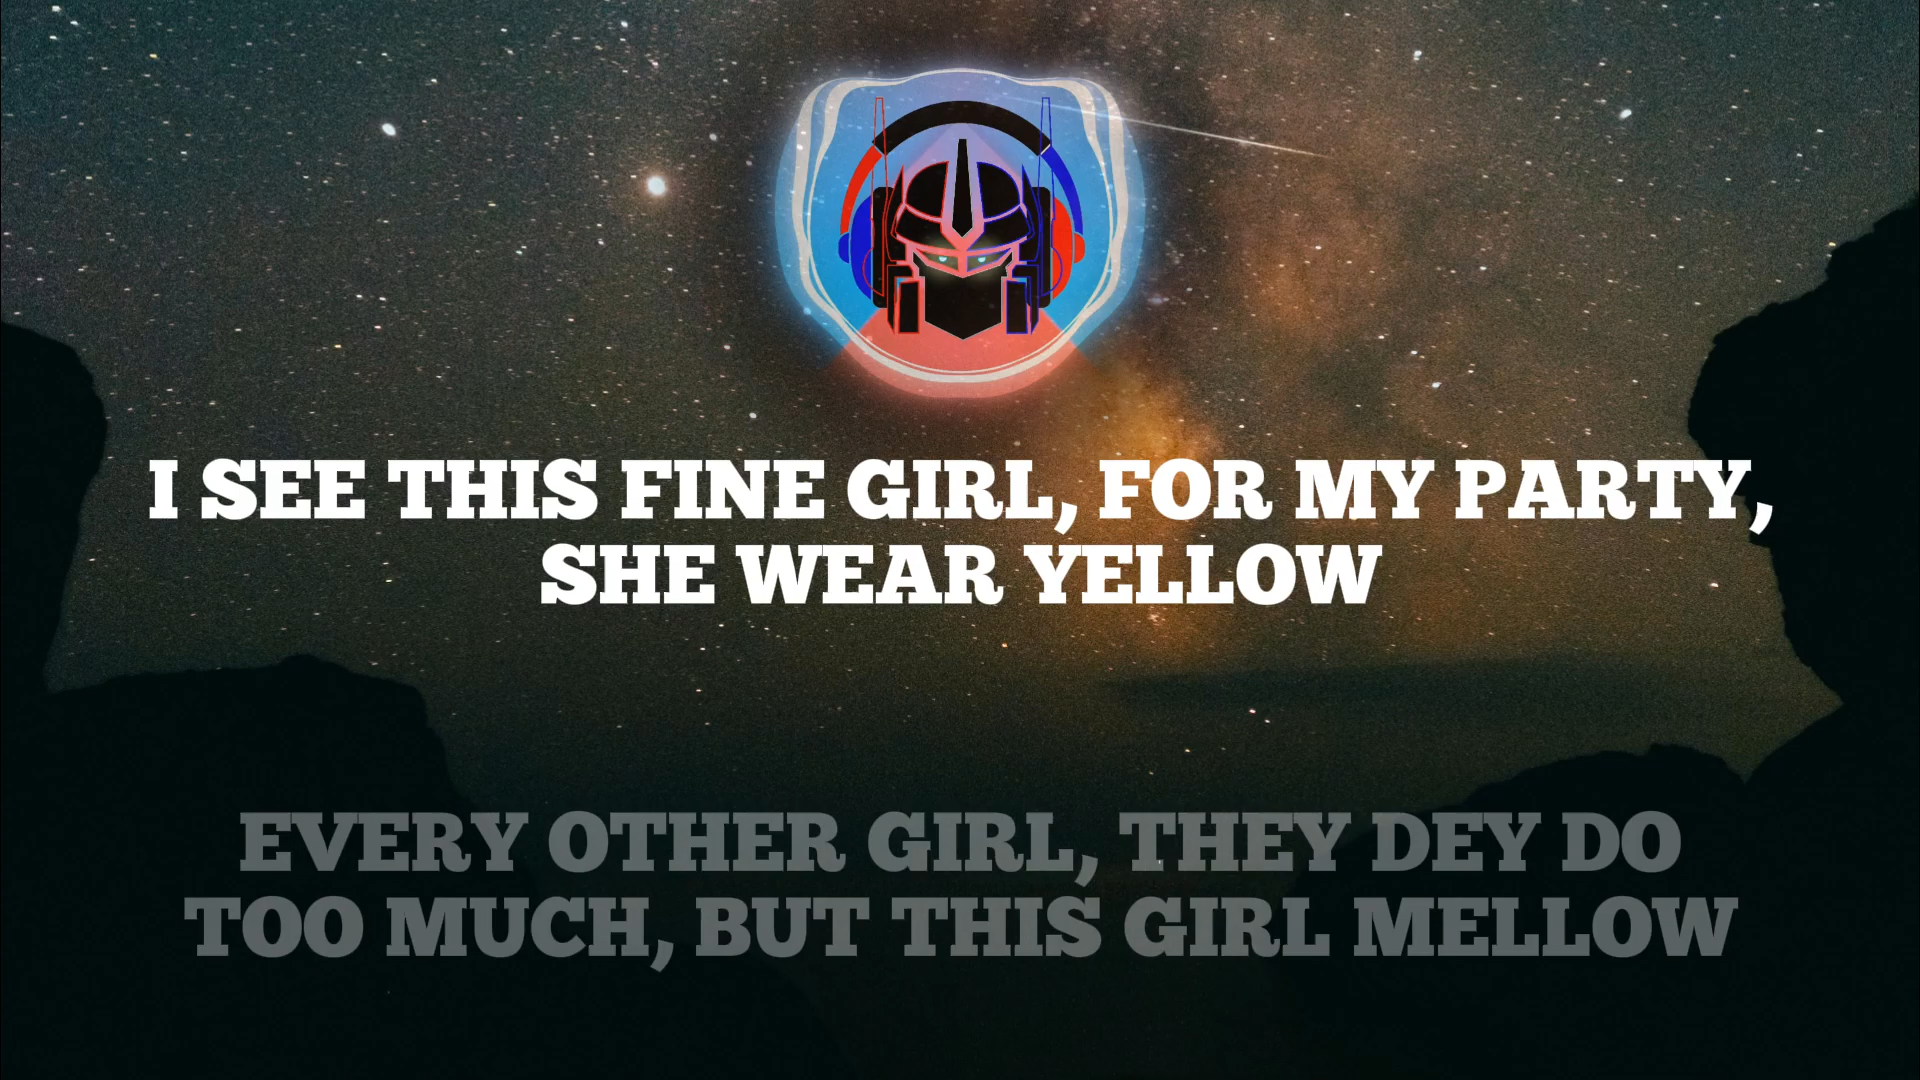 I SEE THIS FINE GIRL, FOR MY PARTY,
SHE WEAR YELLOW
EVERY OTHER GIRL, THEY DEY DO
TOO MUCH, BUT THIS GIRL MELLOW